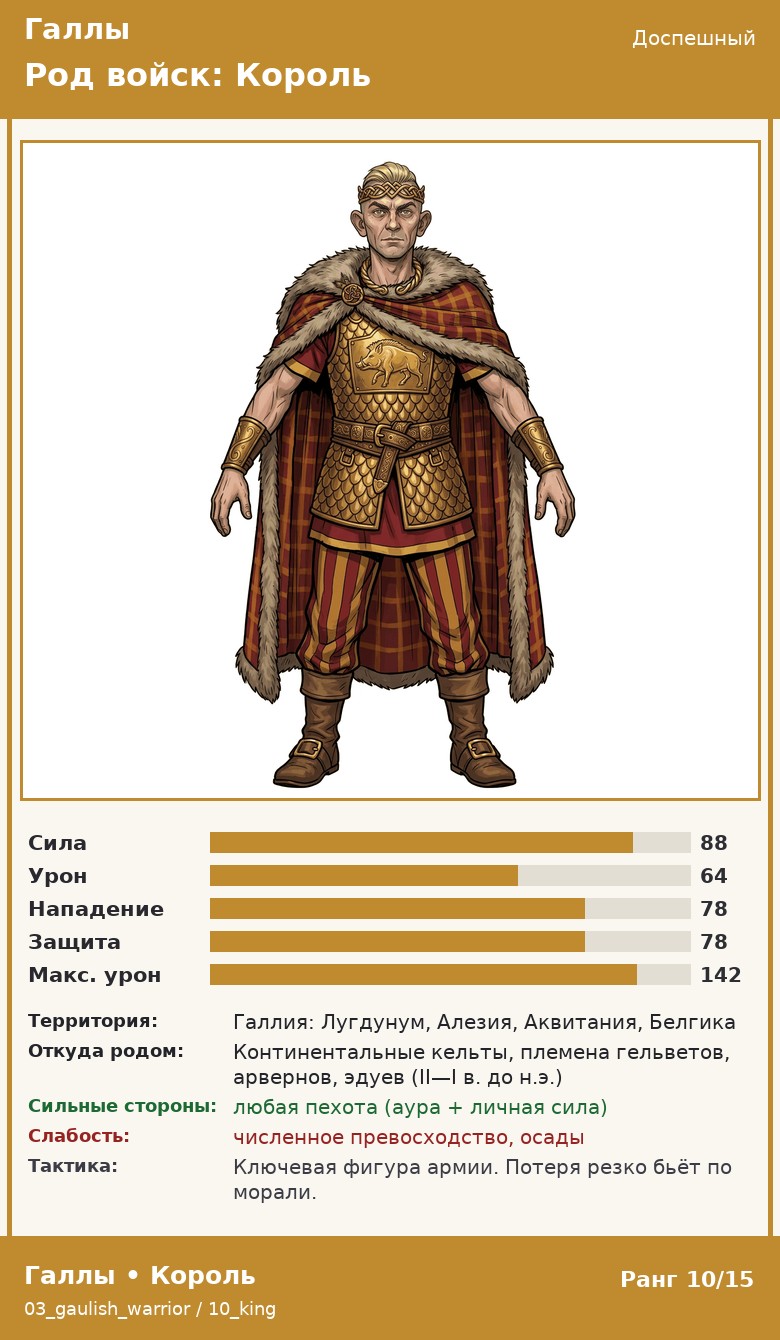 Галлы
Доспешный
Род войск: Король
Сила 88
Урон 64
Нападение 78
Защита 78
Макс. урон 142
Территория: Галлия: Лугдунум, Алезия, Аквитания, Белгика
Откуда родом: Континентальные кельты, племена гельветов,
арвернов, эдуев (II—I в. до н.э.)
Сильные стороны: любая пехота (аура + личная сила)
Слабость: численное превосходство, осады
Тактика: Ключевая фигура армии. Потеря резко бьёт по
морали.
Галлы • Король
Ранг 10/15
03_gaulish_warrior / 10_king